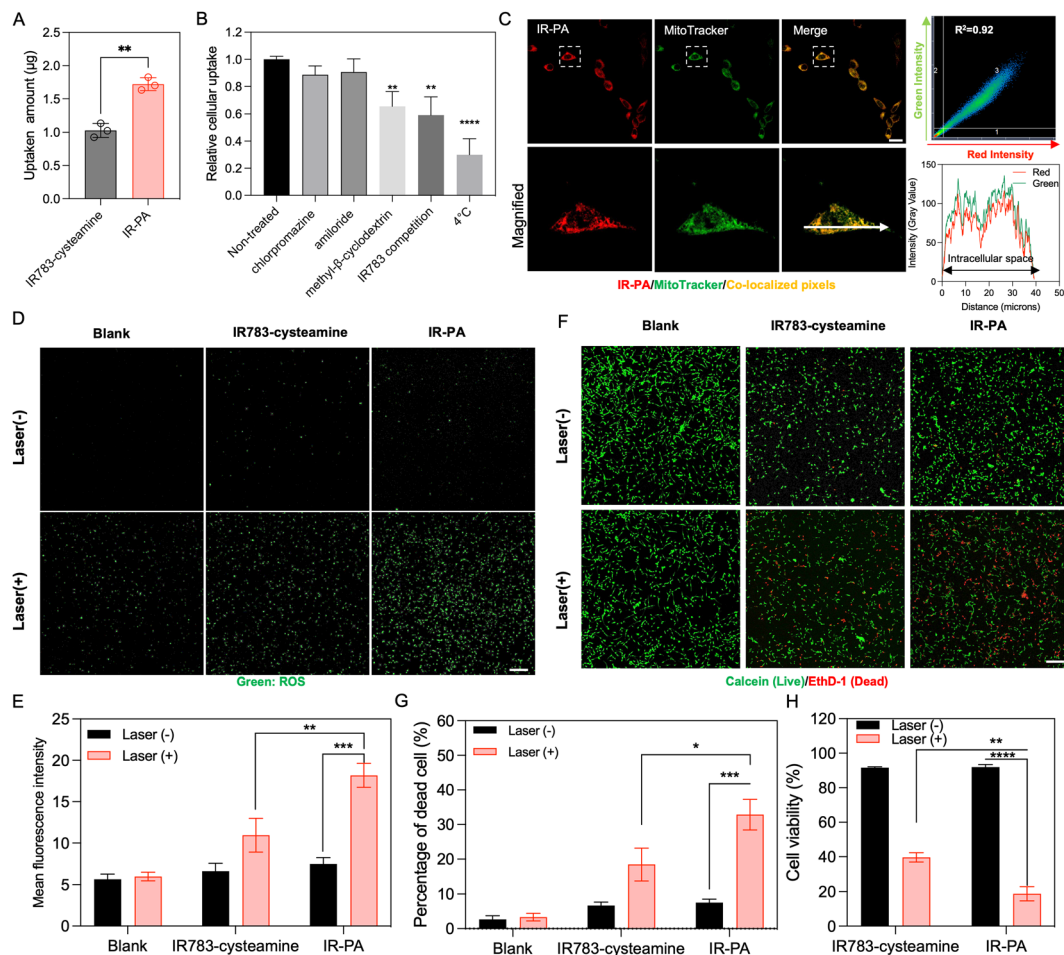 A
Uptaken amount (μg)
2.5
2.0
1.5
1.0
0.5
0.0
**
IR783-cysteamine
IR-PA
B
Relative cellular uptake
1.4
1.2
1.0
0.8
0.6
0.4
0.2
0.0
**
**
****
Non-treated
chlorpromazine
amiloride
methyl-β-cyclodextrin
IR783 competition
4°C
C
IR-PA
MitoTracker
Merge
Magnified
IR-PA/MitoTracker/Co-localized pixels
R²=0.92
Green Intensity
2
3
1
Red Intensity
Intensity (Gray Value)
150
100
50
0
Red
Green
Intracellular space
0 10 20 30 40 50
Distance (microns)
D
Blank
IR783-cysteamine
IR-PA
Laser(-)
Laser(+)
Green: ROS
F
Blank
IR783-cysteamine
IR-PA
Laser(-)
Laser(+)
Calcein (Live)/EthD-1 (Dead)
E
Mean fluorescence intensity
25
20
15
10
5
0
Laser (-)
Laser (+)
**
***
Blank
IR783-cysteamine
IR-PA
G
Percentage of dead cell (%)
60
50
40
30
20
10
0
Laser (-)
Laser (+)
*
***
Blank
IR783-cysteamine
IR-PA
H
Cell viability (%)
120
100
80
60
40
20
0
Laser (-)
Laser (+)
**
****
IR783-cysteamine
IR-PA